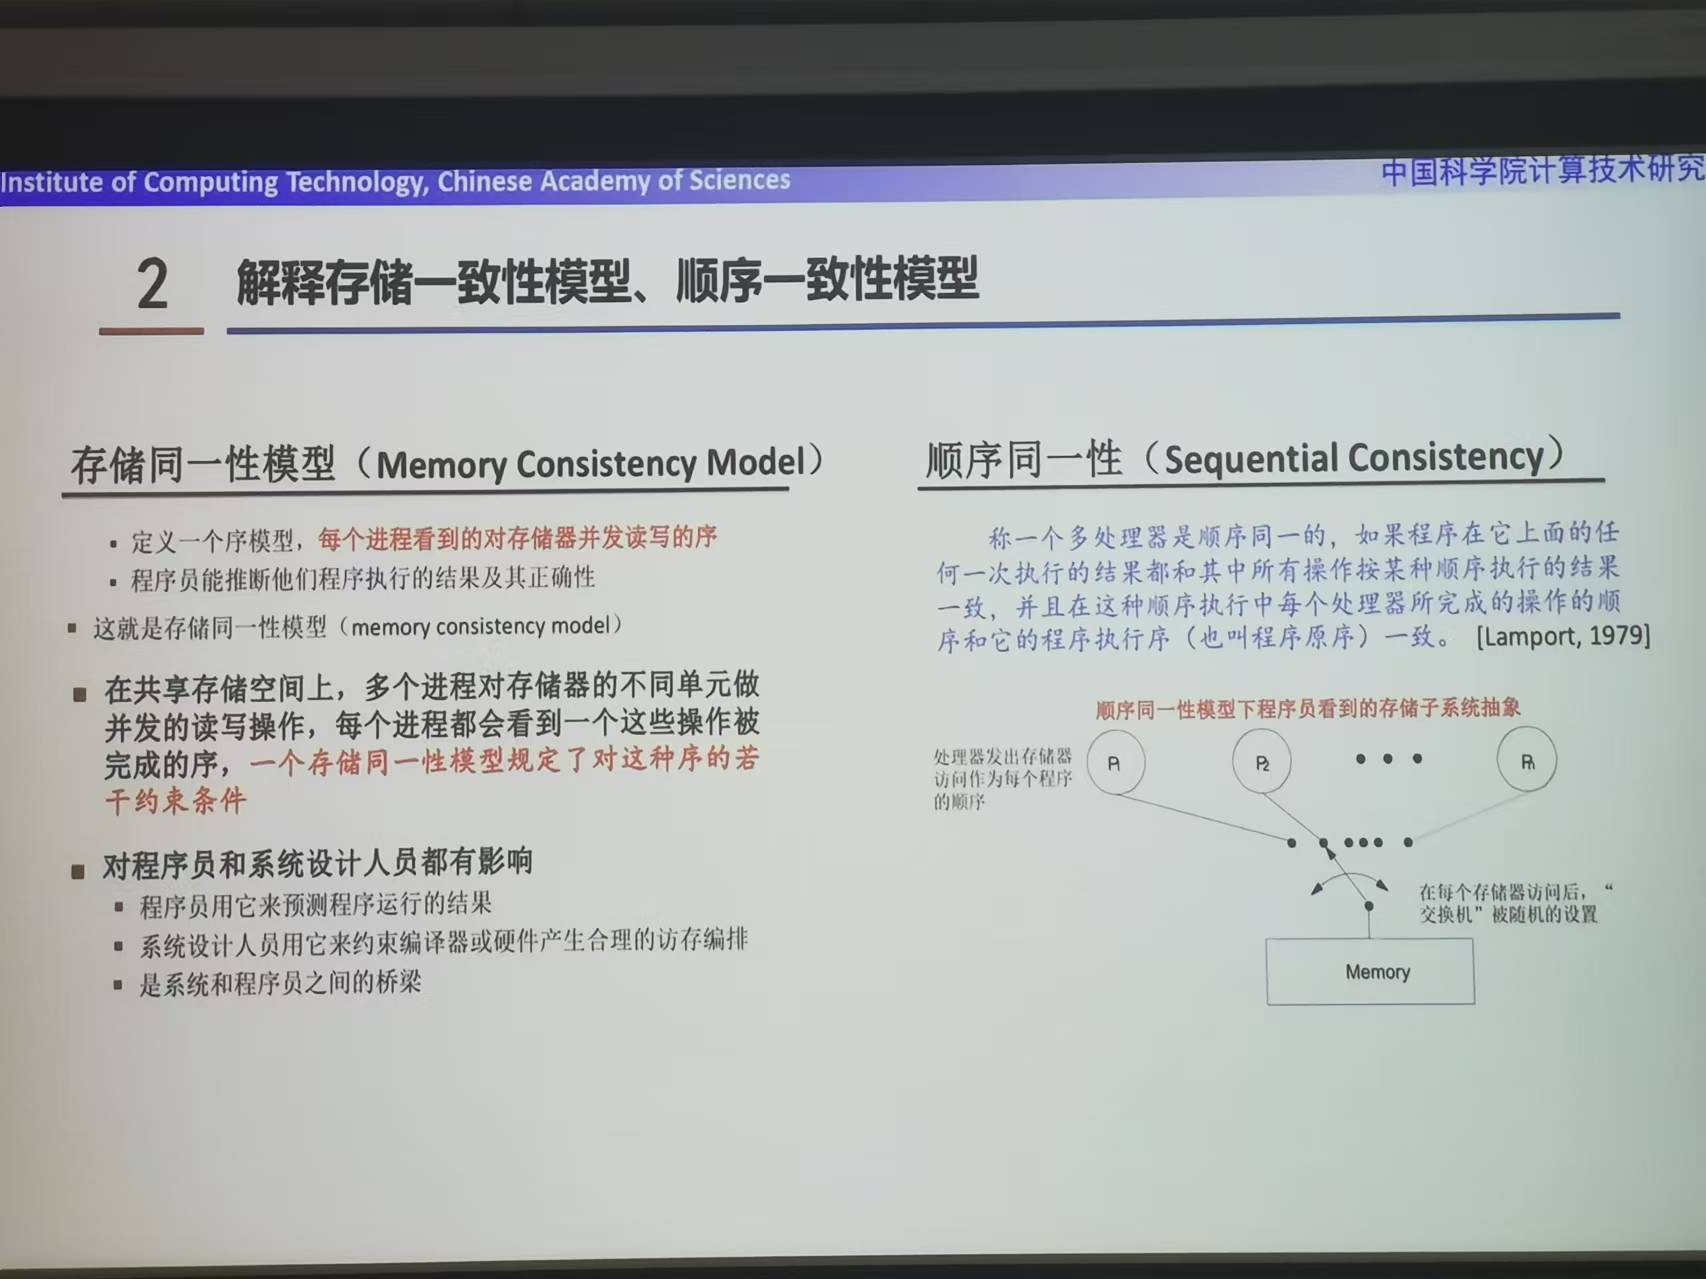 Institute of Computing Technology, Chinese Academy of Sciences
中国科学院计算技术研究
2
解释存储一致性模型、顺序一致性模型
存储同一性模型（Memory Consistency Model）
▪ 定义一个序模型，每个进程看到的对存储器并发读写的序
▪ 程序员能推断他们程序执行的结果及其正确性
▪ 这就是存储同一性模型（memory consistency model）
▪ 在共享存储空间上，多个进程对存储器的不同单元做
并发的读写操作，每个进程都会看到一个这些操作被
完成的序，一个存储同一性模型规定了对这种序的若
干约束条件
▪ 对程序员和系统设计人员都有影响
▪ 程序员用它来预测程序运行的结果
▪ 系统设计人员用它来约束编译器或硬件产生合理的访存编排
▪ 是系统和程序员之间的桥梁
顺序同一性（Sequential Consistency）
称一个多处理器是顺序同一的，如果程序在它上面的任
何一次执行的结果都和其中所有操作按某种顺序执行的结果
一致，并且在这种顺序执行中每个处理器所完成的操作的顺
序和它的程序执行序（也叫程序原序）一致。 [Lamport, 1979]
顺序同一性模型下程序员看到的存储子系统抽象
处理器发出存储器
访问作为每个程序
的顺序
P1
P2
Pn
在每个存储器访问后，“
交换机”被随机的设置
Memory